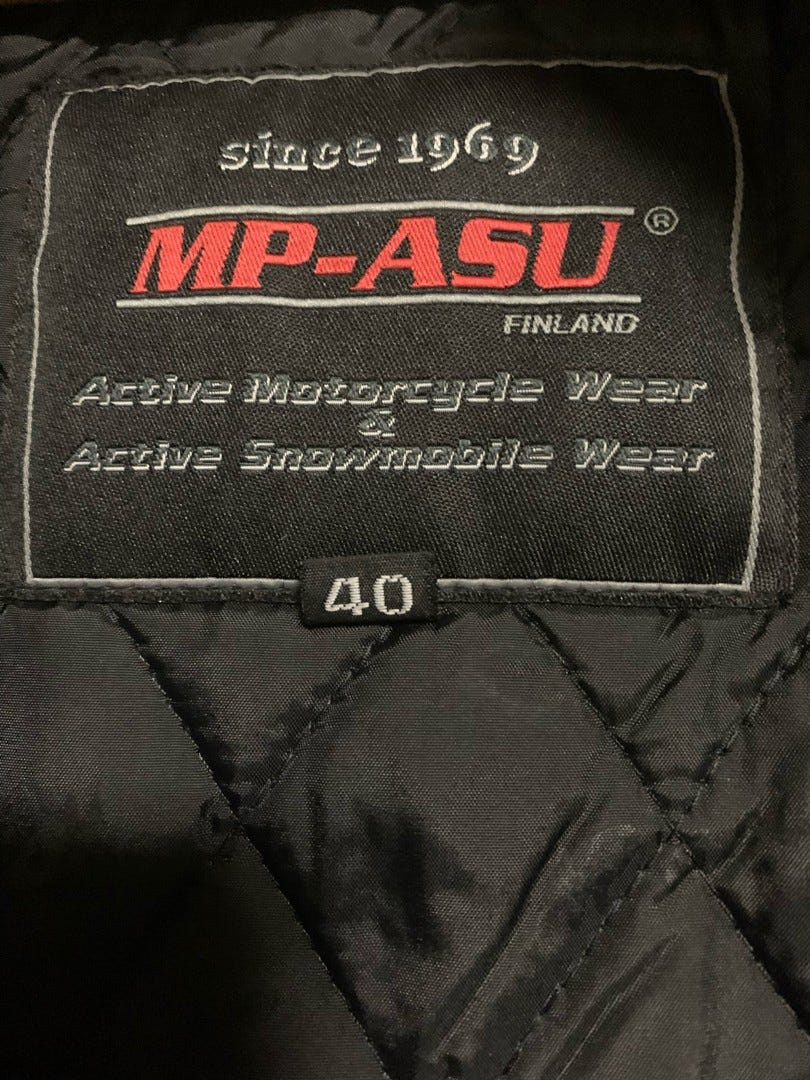 since 1969
MP-ASU®
FINLAND
Active Motorcycle Wear
&
Active Snowmobile Wear
40